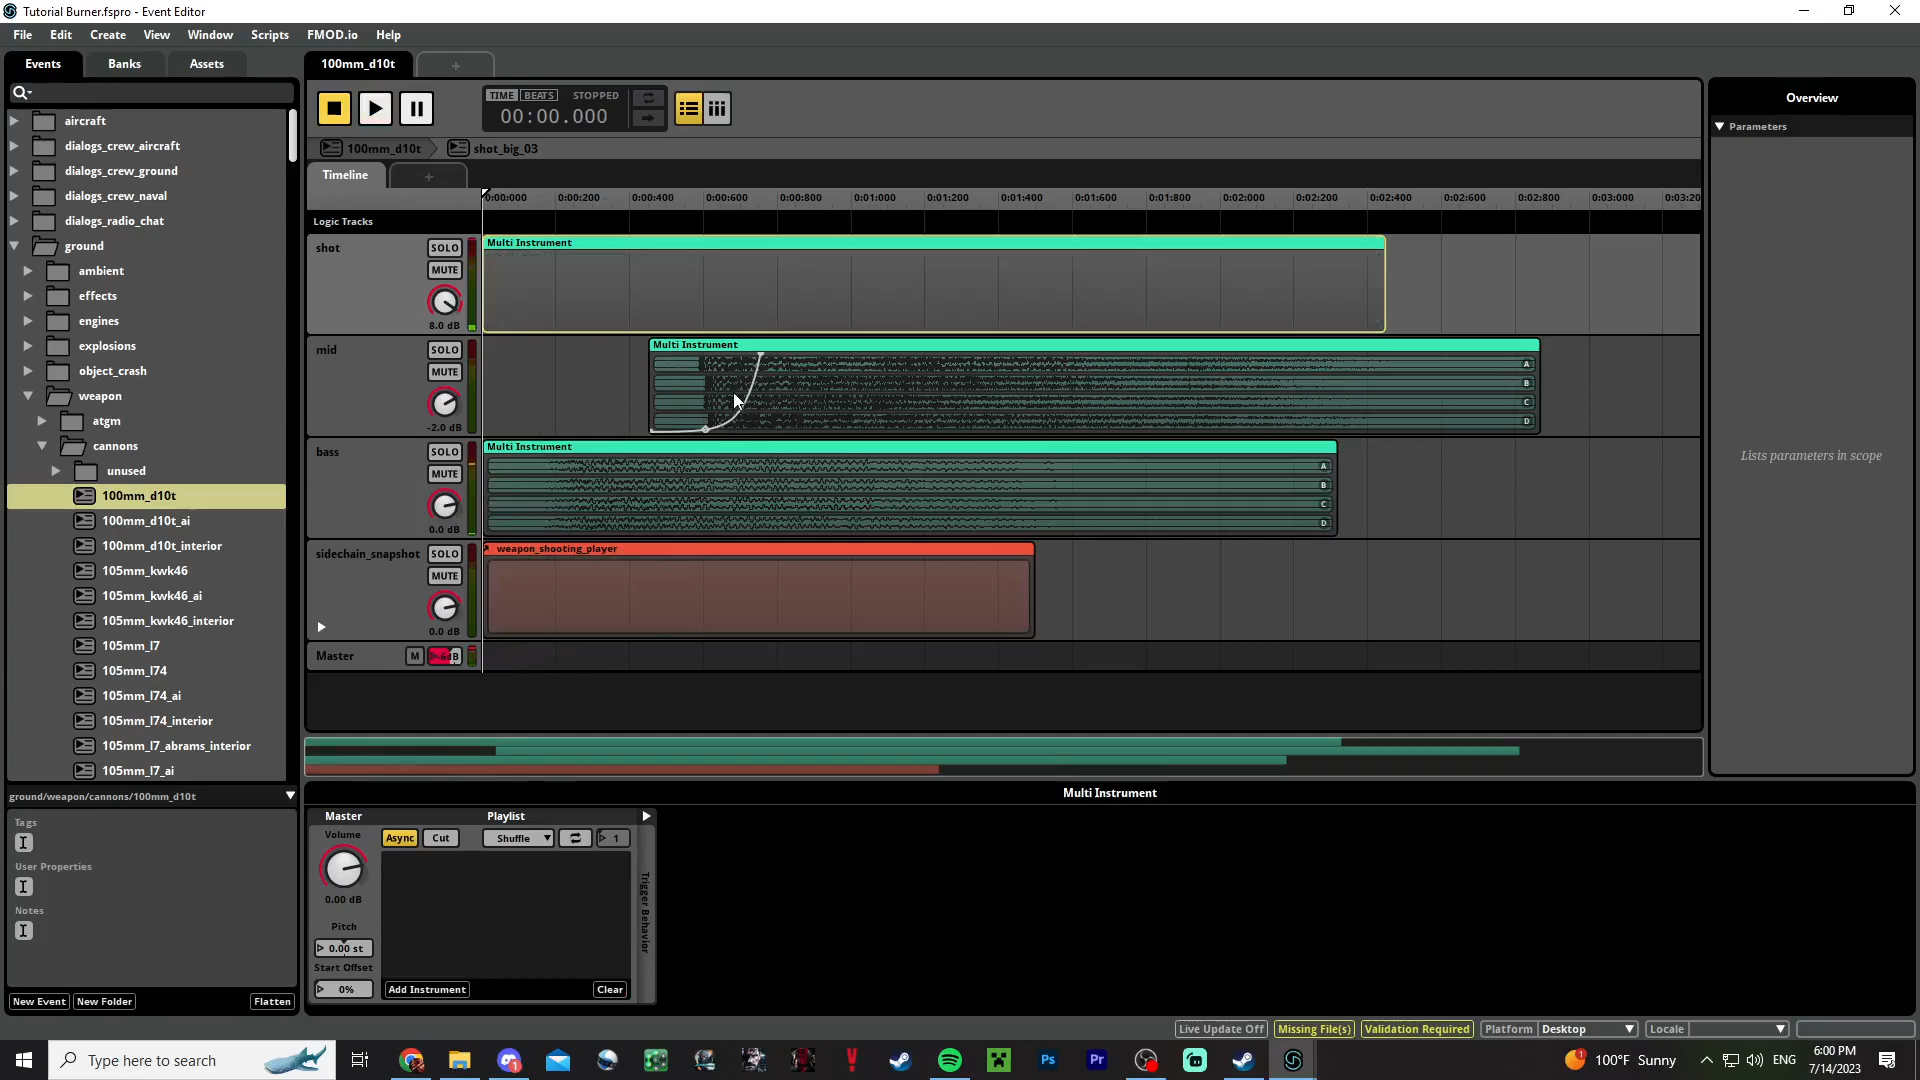 Tutorial Burner.fspro - Event Editor
File Edit Create View Window Scripts FMOD.io Help
Events Banks Assets
100mm_d10t +
TIME BEATS STOPPED
00:00.000
100mm_d10t shot_big_03
Timeline +
0:00:000 0:00:200 0:00:400 0:00:600 0:00:800 0:01:000 0:01:200 0:01:400 0:01:600 0:01:800 0:02:000 0:02:200 0:02:400 0:02:600 0:02:800 0:03:000 0:03:20
Logic Tracks
shot SOLO MUTE 8.0 dB
Multi Instrument
mid SOLO MUTE -2.0 dB
Multi Instrument
A
B
C
D
bass SOLO MUTE 0.0 dB
Multi Instrument
A
B
C
D
sidechain_snapshot SOLO MUTE 0.0 dB
weapon_shooting_player
Master M
aircraft
dialogs_crew_aircraft
dialogs_crew_ground
dialogs_crew_naval
dialogs_radio_chat
ground
ambient
effects
engines
explosions
object_crash
weapon
atgm
cannons
unused
100mm_d10t
100mm_d10t_ai
100mm_d10t_interior
105mm_kwk46
105mm_kwk46_ai
105mm_kwk46_interior
105mm_l7
105mm_l74
105mm_l74_ai
105mm_l74_interior
105mm_l7_abrams_interior
105mm_l7_ai
ground/weapon/cannons/100mm_d10t
Tags
User Properties
Notes
New Event New Folder Flatten
Overview
Parameters
Lists parameters in scope
Multi Instrument
Master Playlist
Volume Async Cut Shuffle 1
0.00 dB
Pitch
0.00 st
Start Offset
0% Add Instrument Clear
Trigger Behavior
Live Update Off Missing File(s) Validation Required Platform Desktop Locale
Type here to search
100°F Sunny
ENG
6:00 PM
7/14/2023